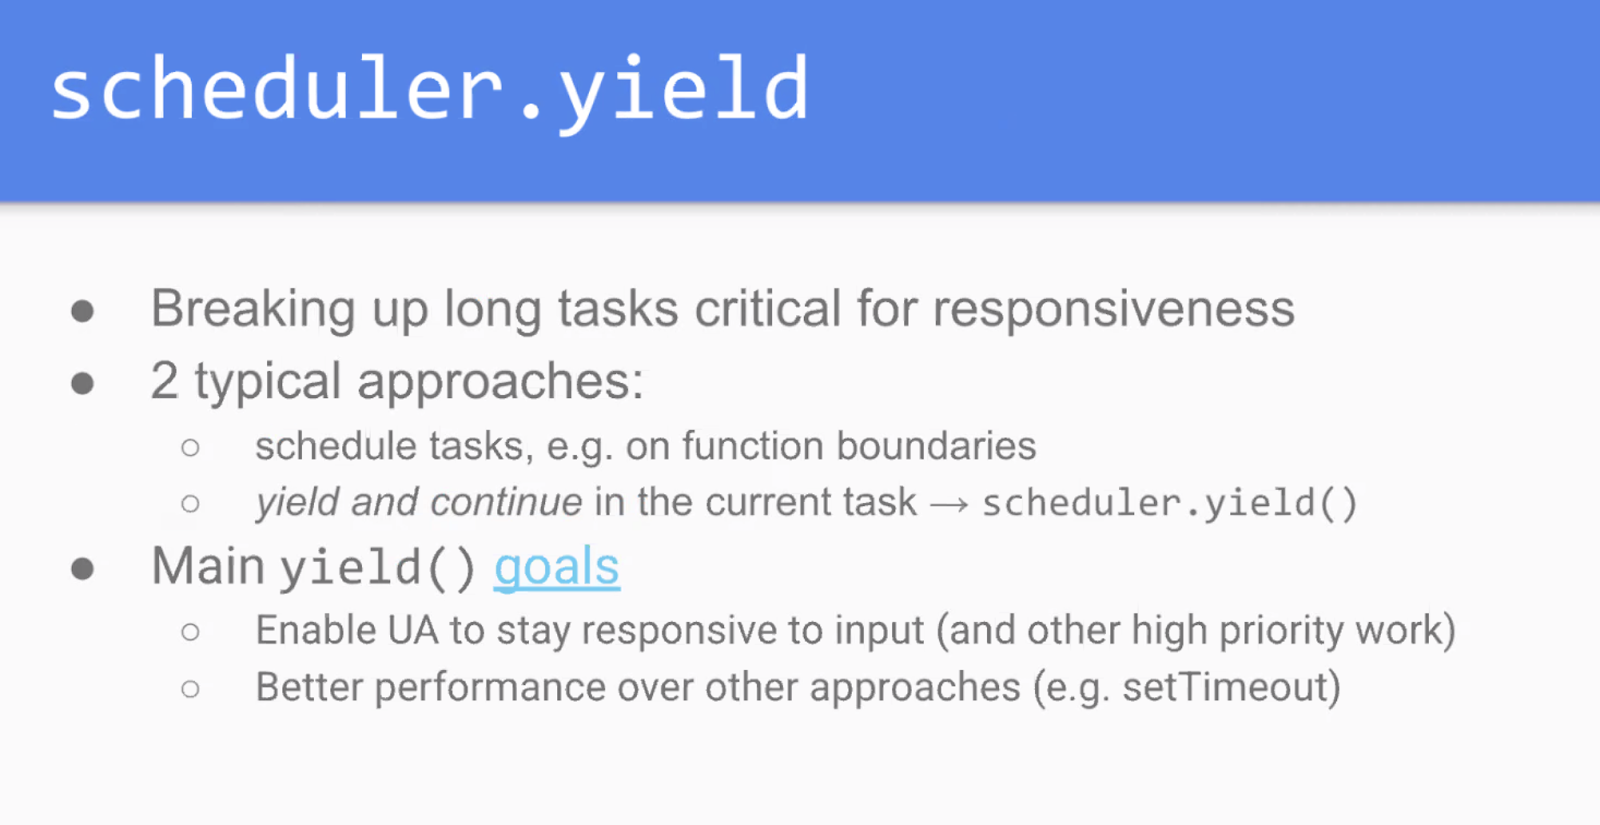 scheduler.yield
● Breaking up long tasks critical for responsiveness
● 2 typical approaches:
○ schedule tasks, e.g. on function boundaries
○ yield and continue in the current task → scheduler.yield()
● Main yield() goals
○ Enable UA to stay responsive to input (and other high priority work)
○ Better performance over other approaches (e.g. setTimeout)